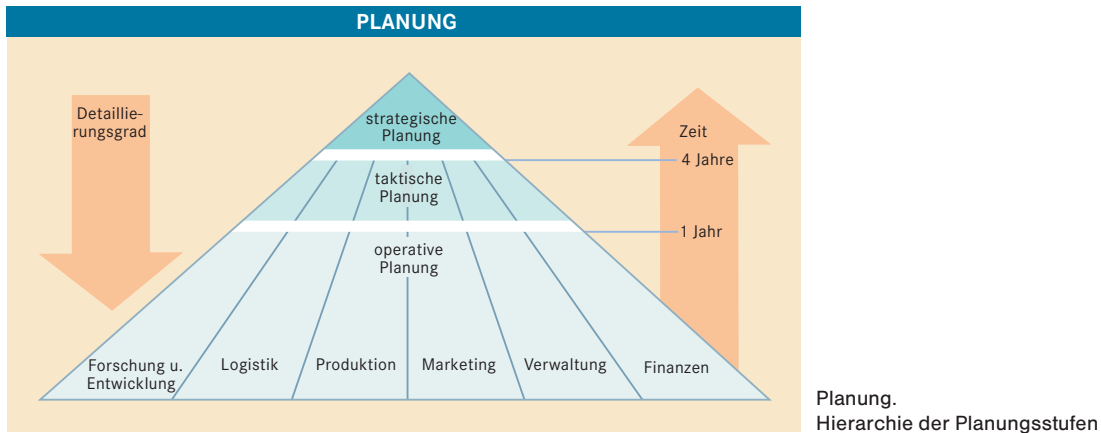 PLANUNG
Detaillie-
rungsgrad
strategische
Planung
Zeit
4 Jahre
taktische
Planung
1 Jahr
operative
Planung
Forschung u.
Entwicklung
Logistik
Produktion
Marketing
Verwaltung
Finanzen
Planung.
Hierarchie der Planungsstufen